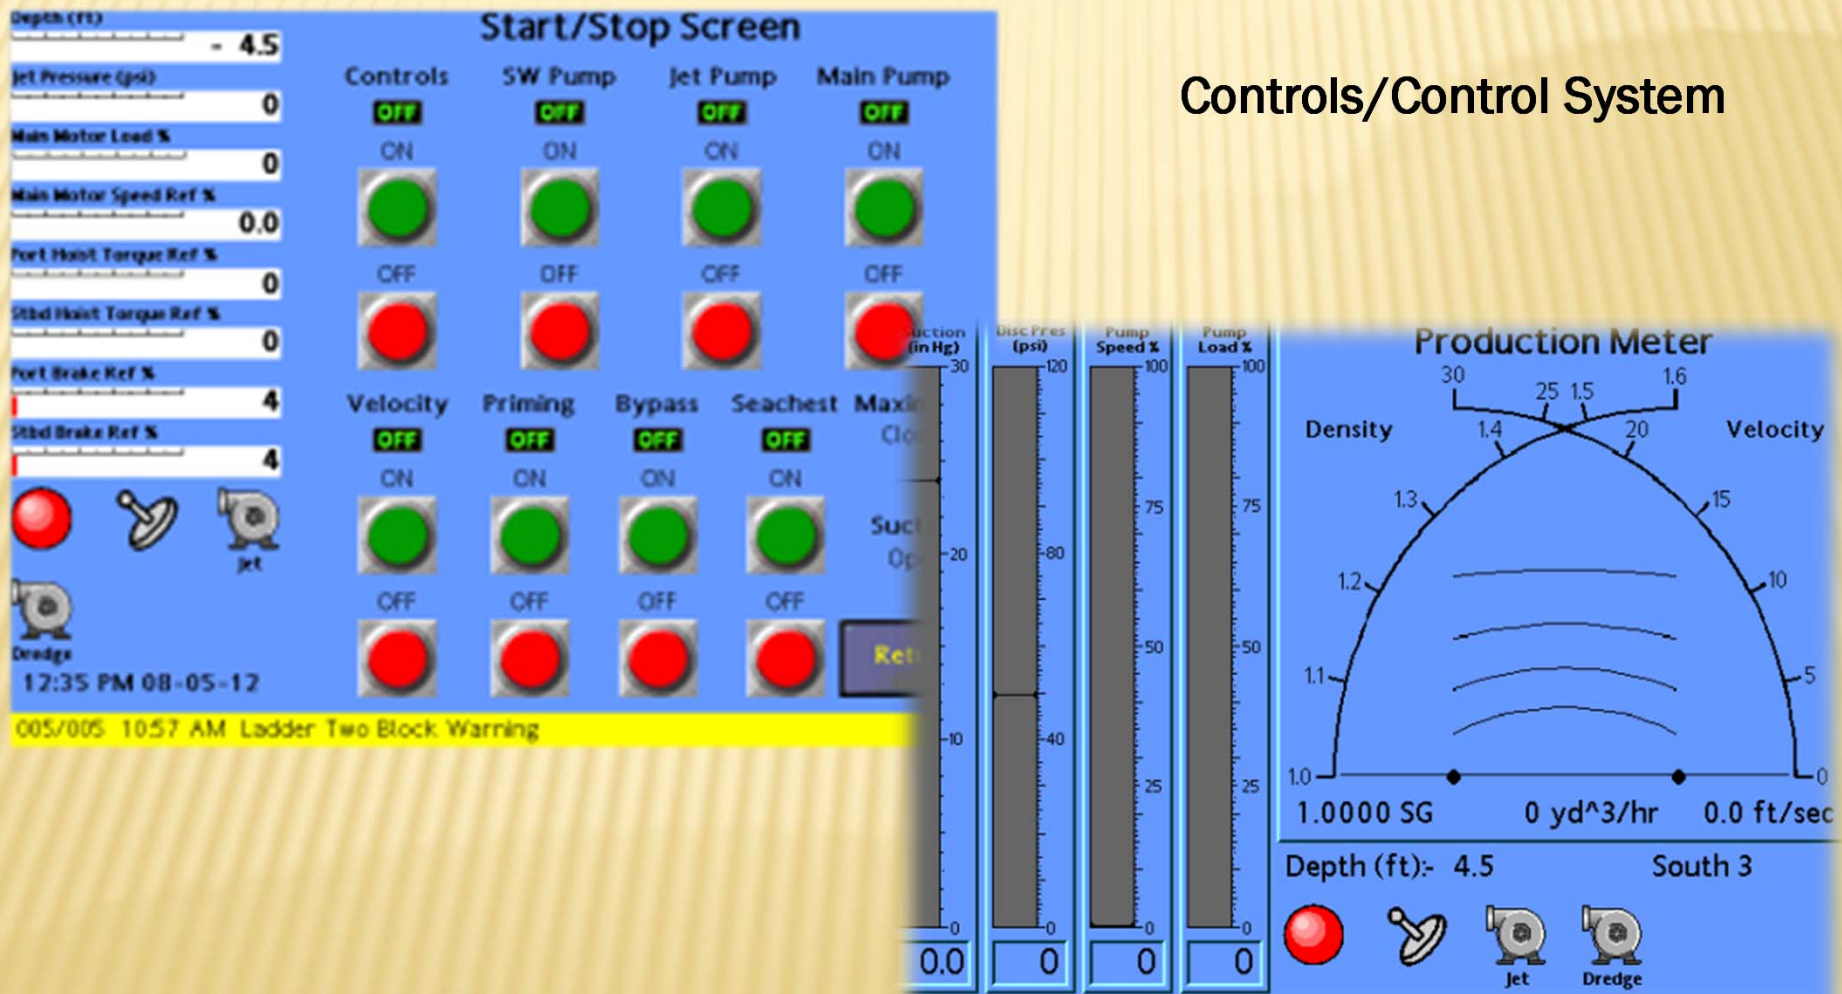 Controls/Control System
Start/Stop Screen
Depth (ft)
- 4.5
Jet Pressure (psi)
0
Main Motor Load %
0
Main Motor Speed Ref %
0.0
Port Hoist Torque Ref %
0
Stbd Hoist Torque Ref %
0
Port Brake Ref %
4
Stbd Brake Ref %
4
Jet
Dredge
12:35 PM 08-05-12
Controls SW Pump Jet Pump Main Pump
OFF OFF OFF OFF
ON ON ON ON
OFF OFF OFF OFF
Velocity Priming Bypass Seachest
OFF OFF OFF OFF
ON ON ON ON
OFF OFF OFF OFF
005/005 10:57 AM Ladder Two Block Warning
Suction (in Hg)
30
20
10
0
0.0
Disc Pres (psi)
120
80
40
0
0
Pump Speed %
100
75
50
25
0
0
Pump Load %
100
75
50
25
0
0
Production Meter
30 25 1.5 1.6
Density 1.4 20 Velocity
1.3 15
1.2 10
1.1 5
1.0 0
1.0000 SG 0 yd^3/hr 0.0 ft/sec
Depth (ft):- 4.5 South 3
Jet Dredge